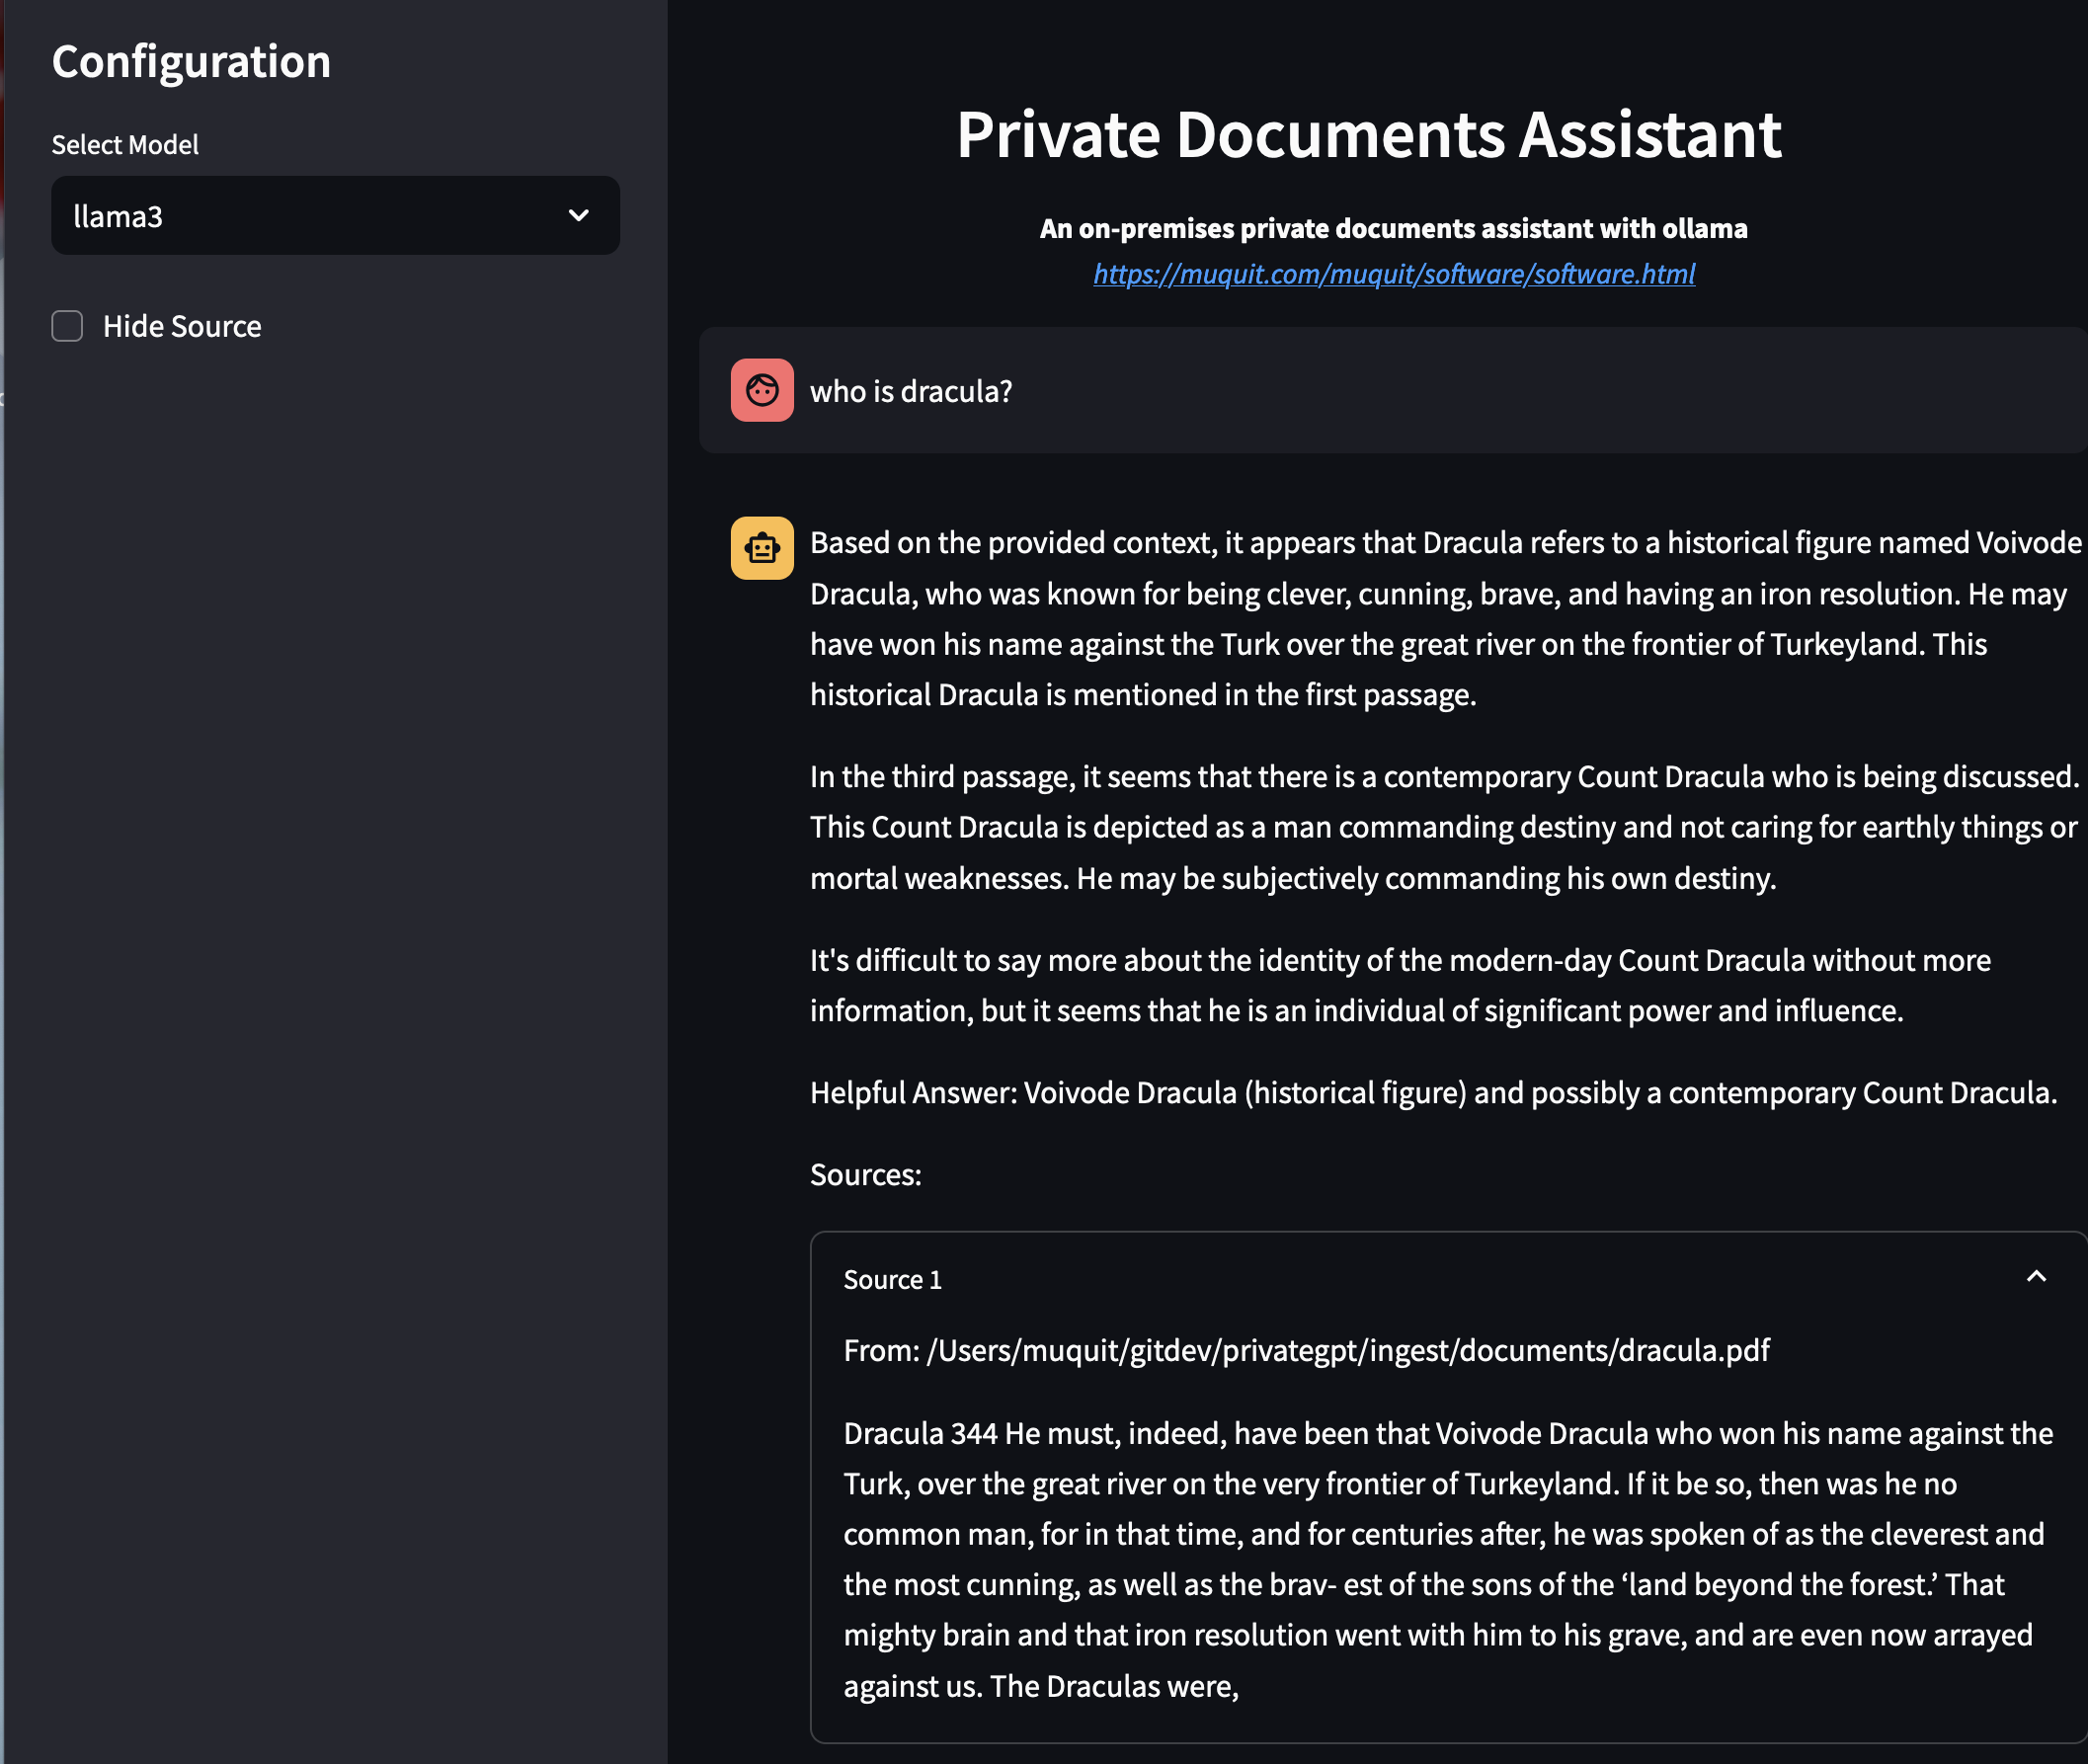 Configuration
Select Model
llama3
Hide Source
Private Documents Assistant
An on-premises private documents assistant with ollama
https://muquit.com/muquit/software/software.html
who is dracula?
Based on the provided context, it appears that Dracula refers to a historical figure named Voivode
Dracula, who was known for being clever, cunning, brave, and having an iron resolution. He may
have won his name against the Turk over the great river on the frontier of Turkeyland. This
historical Dracula is mentioned in the first passage.
In the third passage, it seems that there is a contemporary Count Dracula who is being discussed.
This Count Dracula is depicted as a man commanding destiny and not caring for earthly things or
mortal weaknesses. He may be subjectively commanding his own destiny.
It's difficult to say more about the identity of the modern-day Count Dracula without more
information, but it seems that he is an individual of significant power and influence.
Helpful Answer: Voivode Dracula (historical figure) and possibly a contemporary Count Dracula.
Sources:
Source 1
From: /Users/muquit/gitdev/privategpt/ingest/documents/dracula.pdf
Dracula 344 He must, indeed, have been that Voivode Dracula who won his name against the
Turk, over the great river on the very frontier of Turkeyland. If it be so, then was he no
common man, for in that time, and for centuries after, he was spoken of as the cleverest and
the most cunning, as well as the brav- est of the sons of the ‘land beyond the forest.’ That
mighty brain and that iron resolution went with him to his grave, and are even now arrayed
against us. The Draculas were,